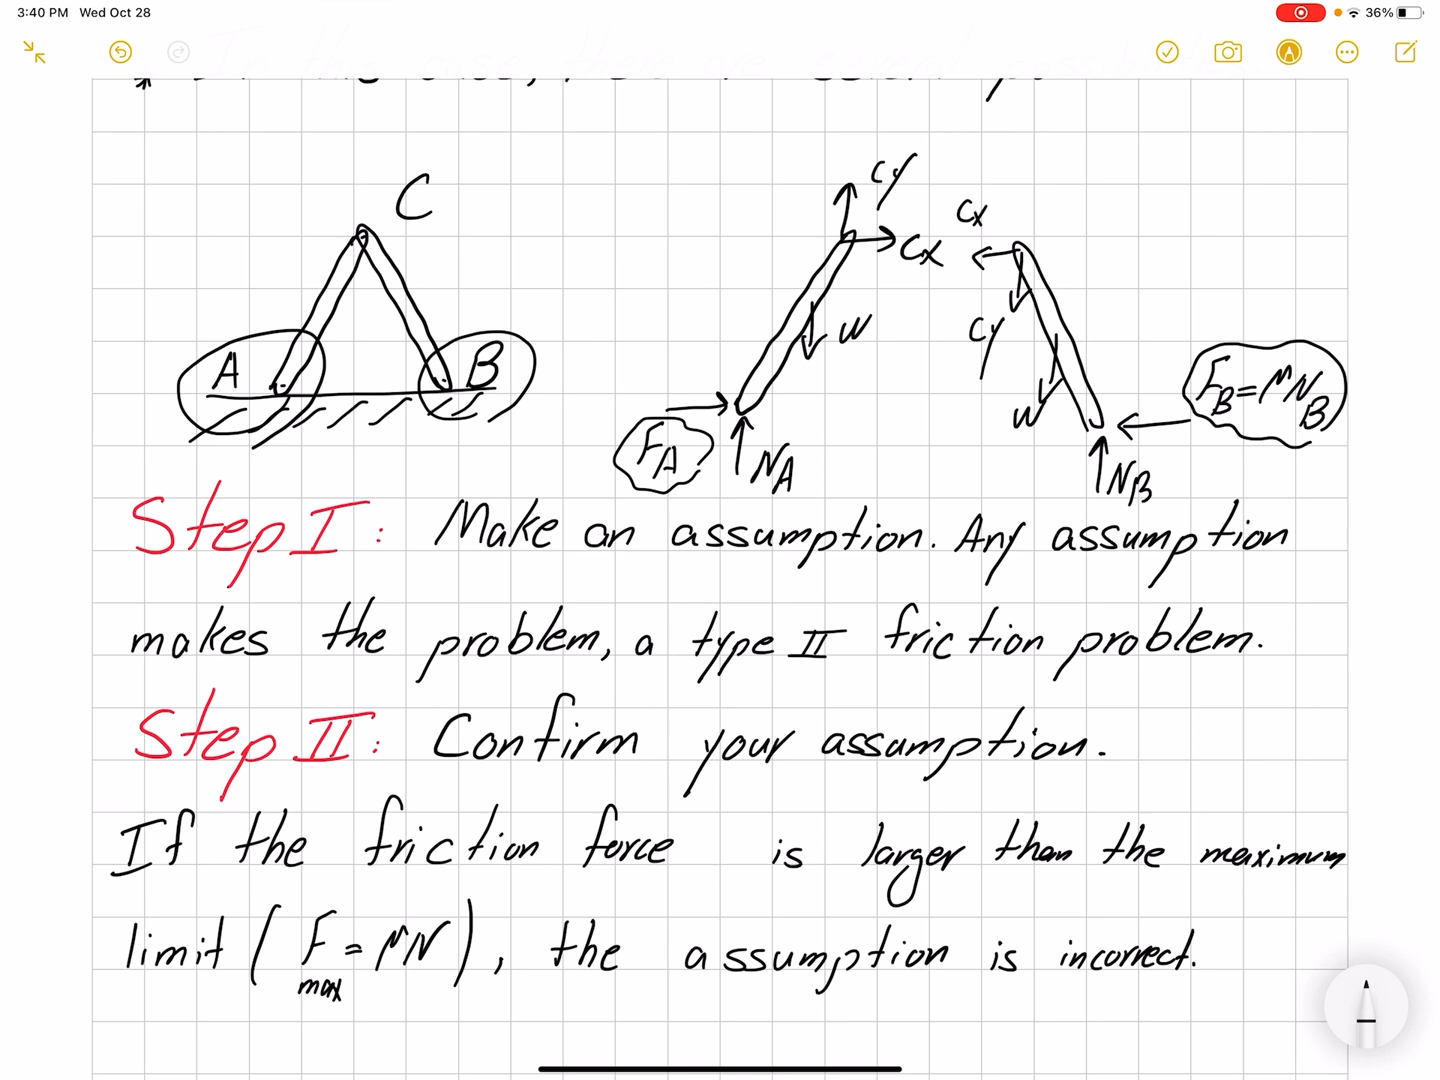 3:40 PM Wed Oct 28
36%
C
A
B
Cy
Cx
W
FA
NA
Cx
Cy
W
FB=μNB
NB
Step I: Make an assumption. Any assumption
makes the problem, a type II friction problem.
Step II: Confirm your assumption.
If the friction force is larger than the maximum
limit (Fmax=μN), the assumption is incorrect.